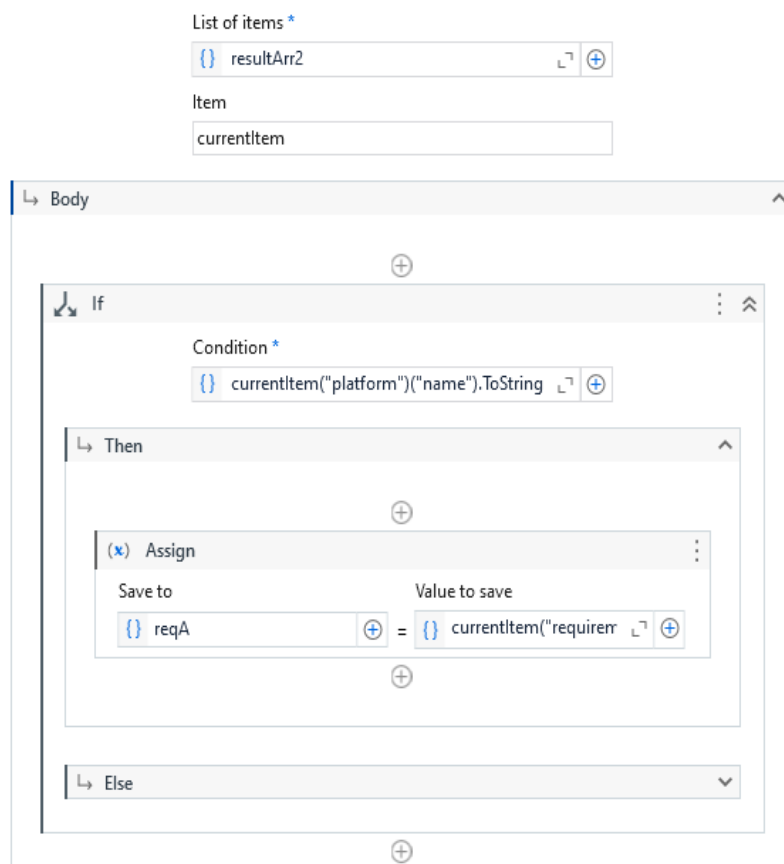 List of items *
{} resultArr2
Item
currentItem
Body
If
Condition *
{} currentItem("platform")("name").ToString
Then
(x) Assign
Save to Value to save
{} reqA = {} currentItem("requirem
Else